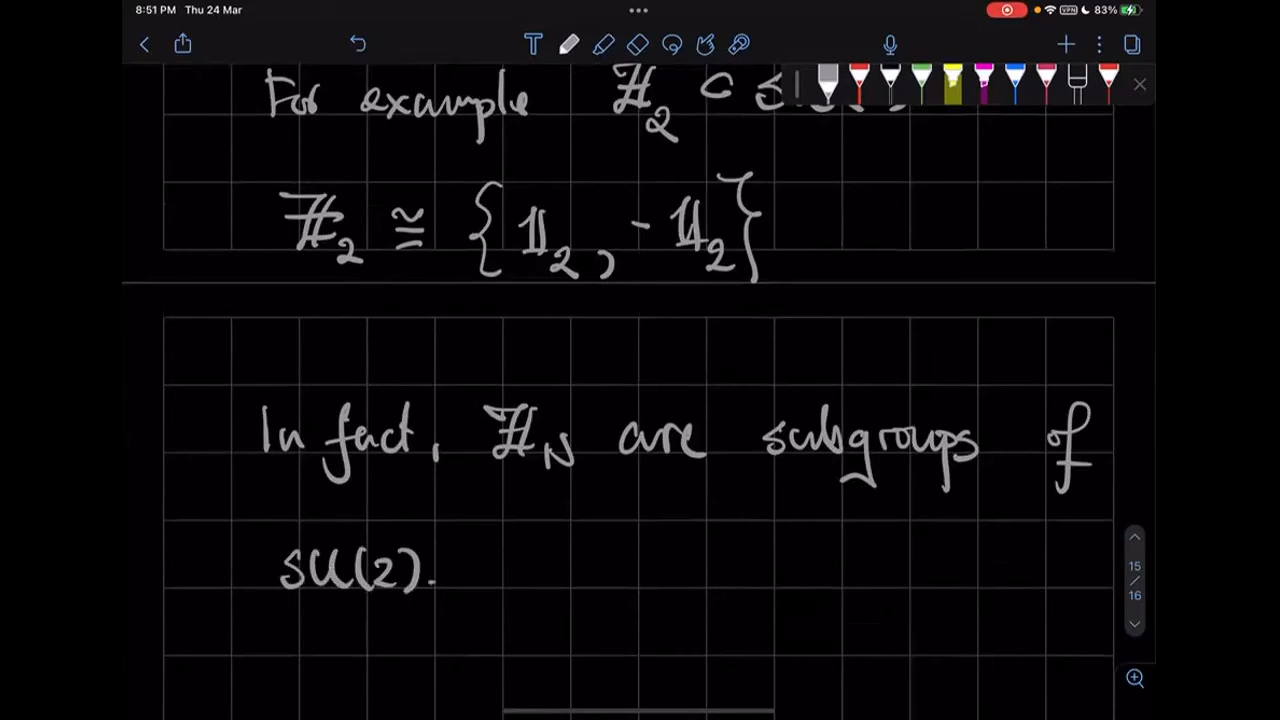 8:51 PM Thu 24 Mar
83%
For example ℤ₂ ⊂
ℤ₂ ≅ {𝟙₂, -𝟙₂}
In fact, ℤ_N are subgroups of
SU(2).
15
/
16